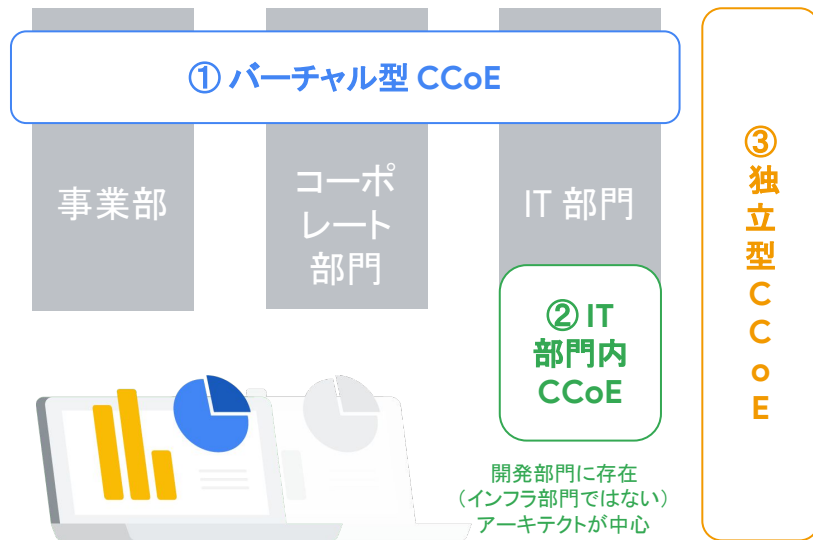 ① バーチャル型 CCoE
事業部
コーポ
レート
部門
IT 部門
② IT
部門内
CCoE
開発部門に存在
（インフラ部門ではない）
アーキテクトが中心
③
独
立
型
C
C
o
E